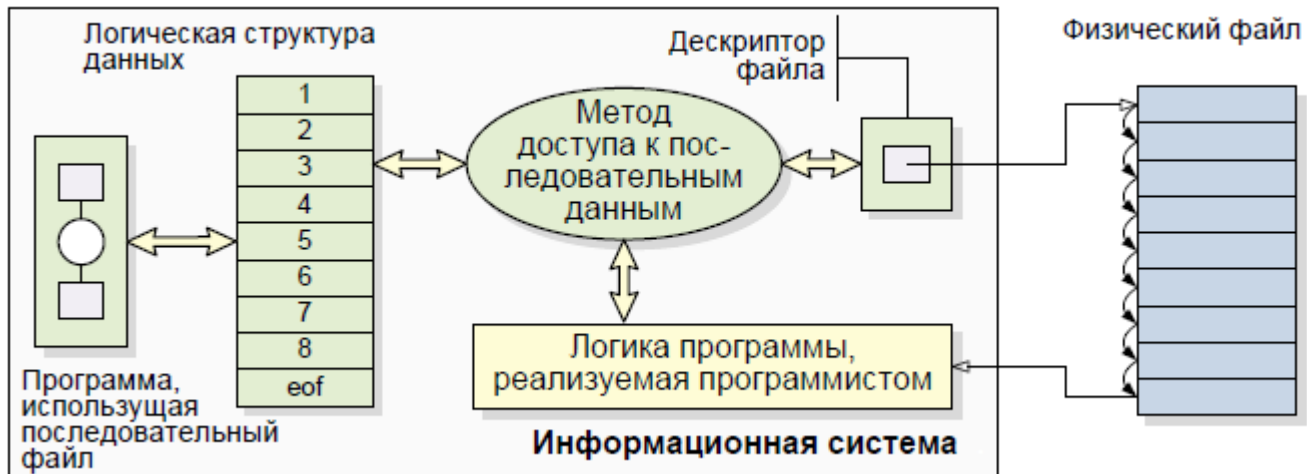 Логическая структура
данных
Дескриптор
файла
Физический файл
1
2
3
4
5
6
7
8
eof
Метод
доступа к пос-
ледовательным
данным
Логика программы,
реализуемая программистом
Программа,
использущая
последовательный
файл
Информационная система